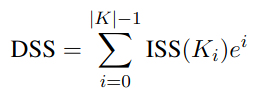 DSS = \sum_{i=0}^{|K|-1} ISS(K_i)e^i